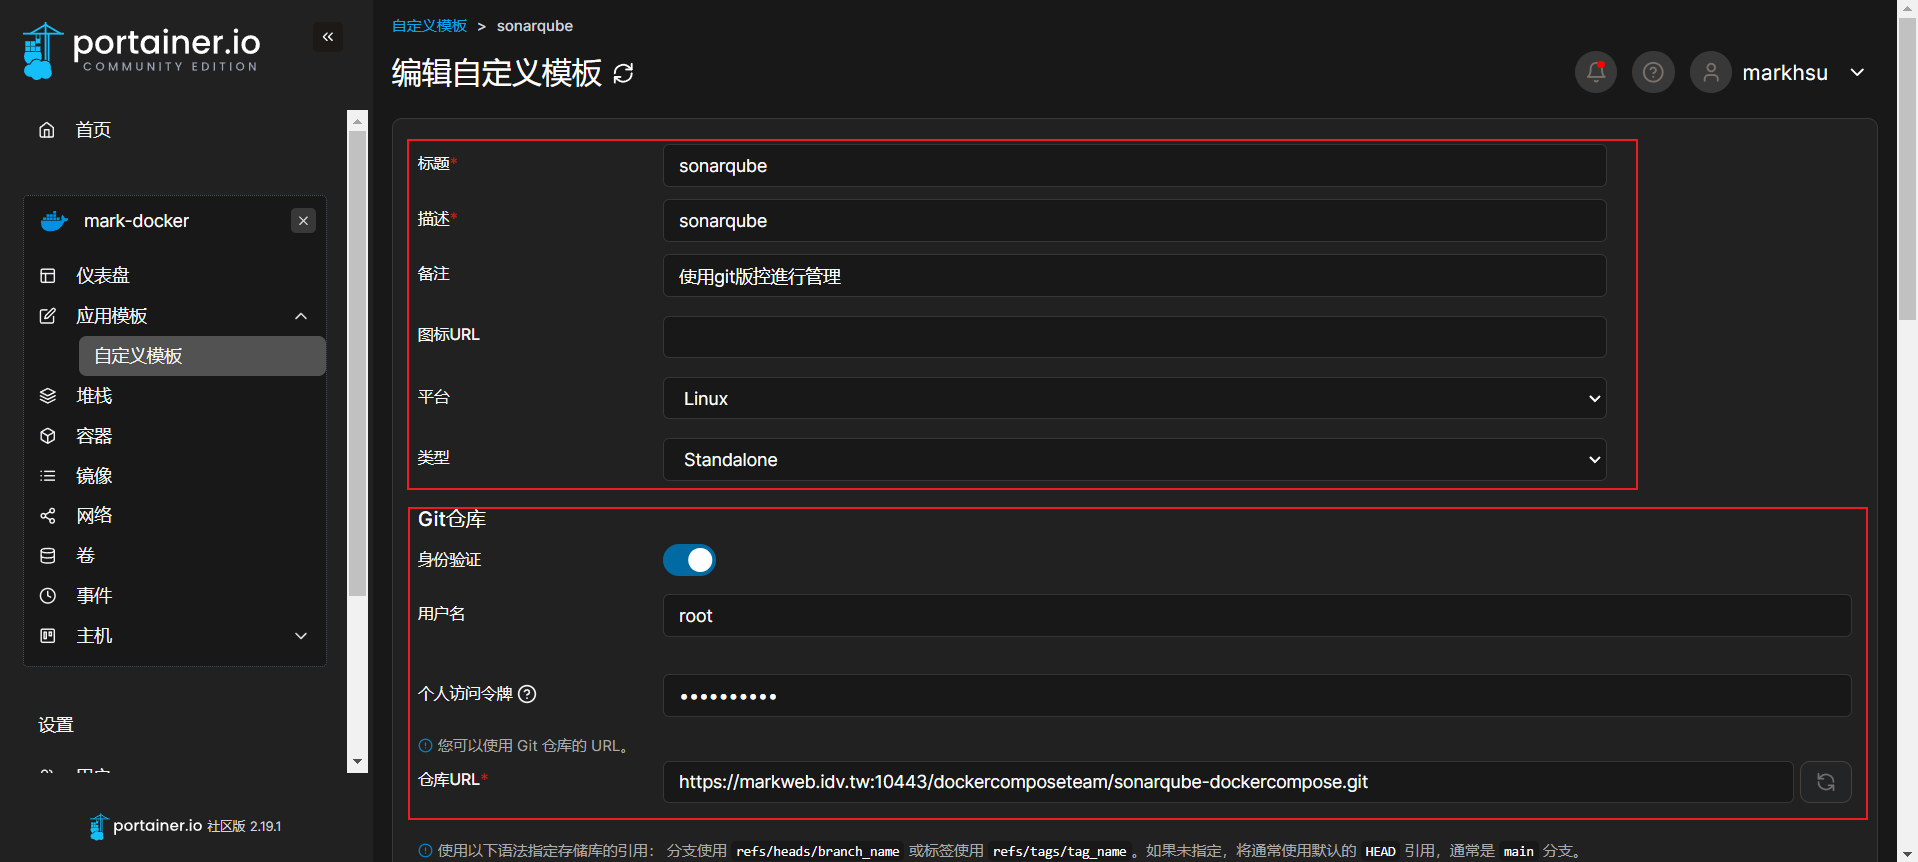 portainer.io
COMMUNITY EDITION
首页
mark-docker
仪表盘
应用模板
自定义模板
堆栈
容器
镜像
网络
卷
事件
主机
设置
portainer.io 社区版 2.19.1
自定义模板 > sonarqube
编辑自定义模板
markhsu
标题* sonarqube
描述* sonarqube
备注 使用git版控進行管理
图标URL
平台 Linux
类型 Standalone
Git仓库
身份验证
用户名 root
个人访问令牌 ••••••••••
您可以使用 Git 仓库的 URL。
仓库URL* https://markweb.idv.tw:10443/dockercomposeteam/sonarqube-dockercompose.git
使用以下语法指定存储库的引用： 分支使用 refs/heads/branch_name 或标签使用 refs/tags/tag_name 。如果未指定，将通常使用默认的 HEAD 引用，通常是 main 分支。